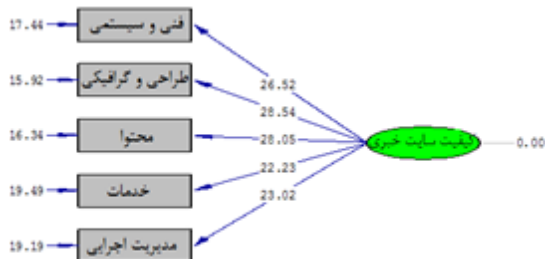 17.44 فنی و سیستمی
15.92 طراحی و گرافیکی
16.34 محتوا
19.49 خدمات
19.19 مدیریت اجرایی
26.52
28.54
28.05
22.23
23.02
کیفیت سایت خبری 0.00